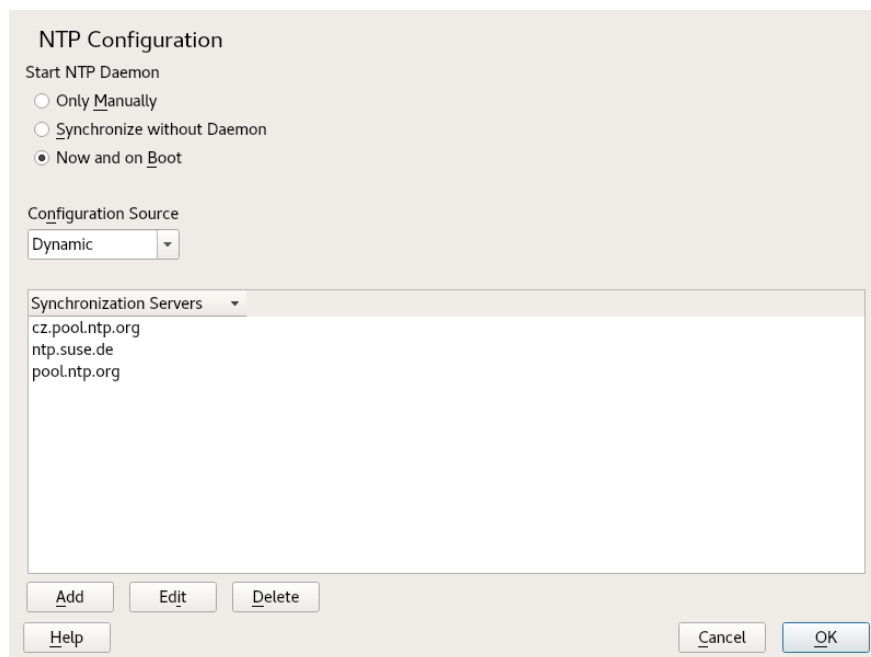 NTP Configuration
Start NTP Daemon
Only Manually
Synchronize without Daemon
Now and on Boot
Configuration Source
Dynamic
Synchronization Servers
cz.pool.ntp.org
ntp.suse.de
pool.ntp.org
Add Edit Delete
Help Cancel OK